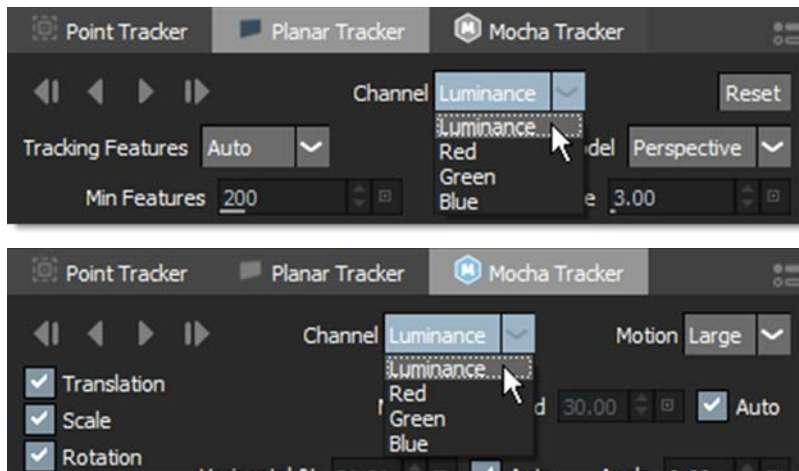 Point Tracker Planar Tracker Mocha Tracker
Channel Luminance Reset
Luminance
Tracking Features Auto Red del Perspective
Green
Min Features 200 Blue e 3.00
Point Tracker Planar Tracker Mocha Tracker
Channel Luminance Motion Large
Luminance
Translation Red
Scale Green d 30.00 Auto
Rotation Blue